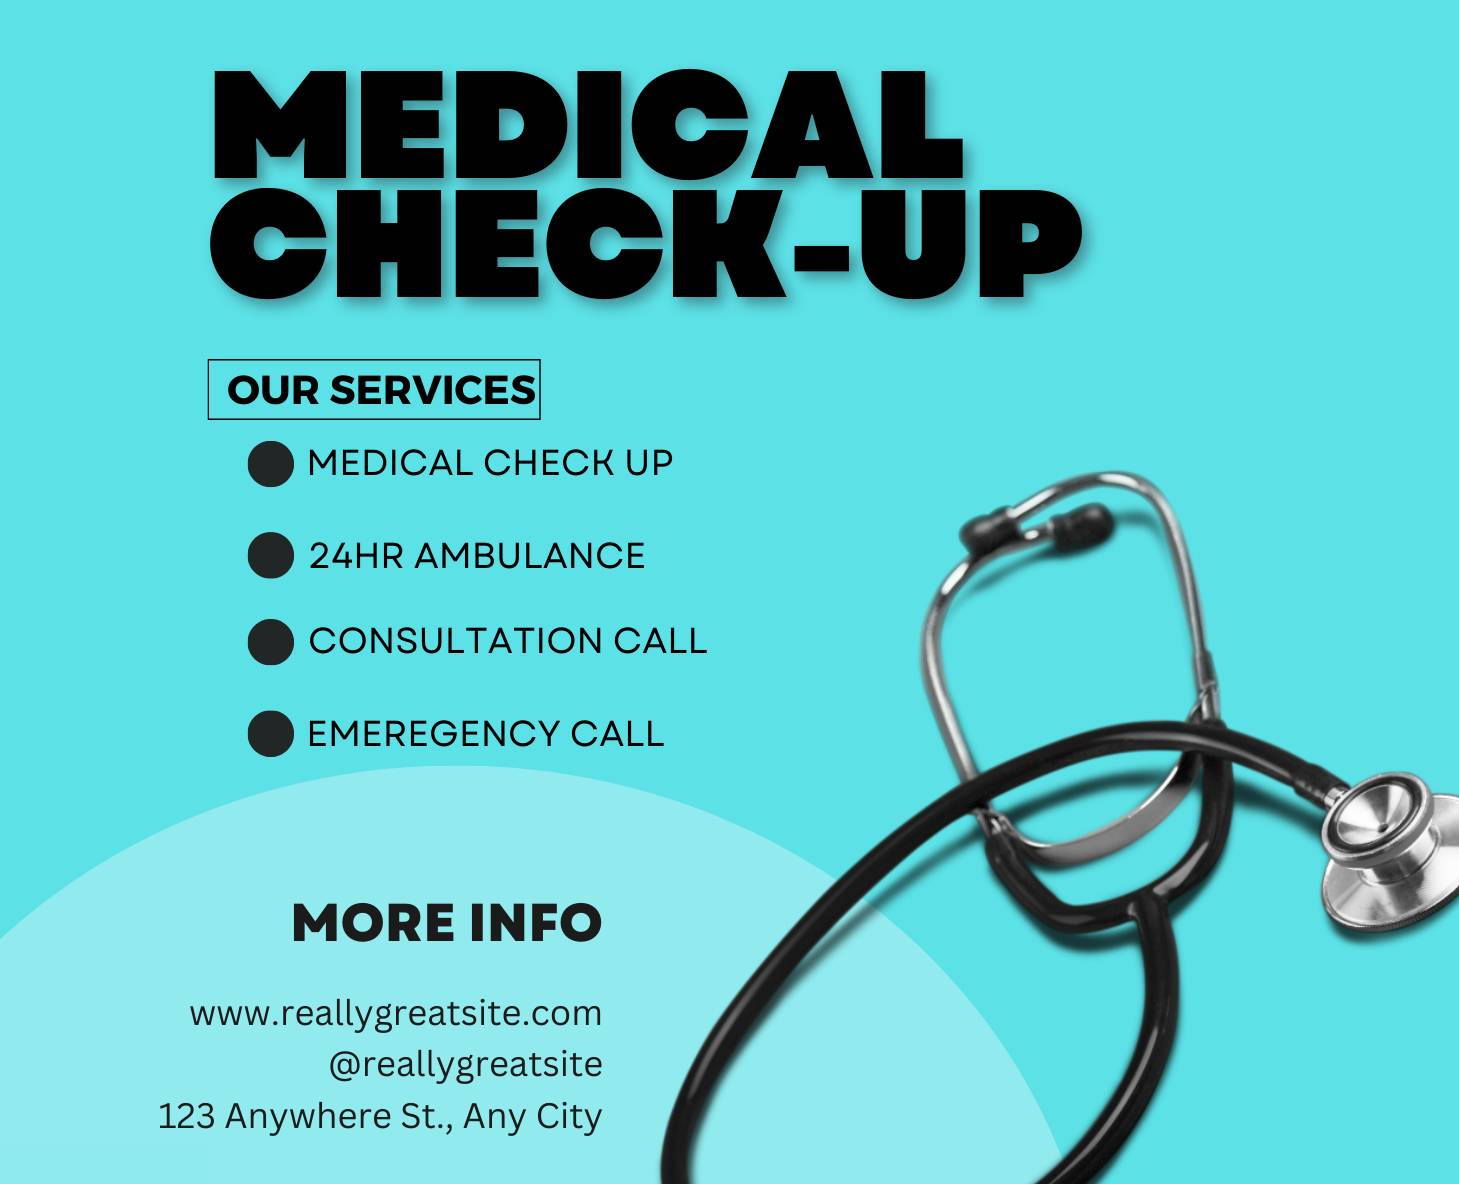 MEDICAL
CHECK-UP
OUR SERVICES
MEDICAL CHECK UP
24HR AMBULANCE
CONSULTATION CALL
EMEREGENCY CALL
MORE INFO
www.reallygreatsite.com
@reallygreatsite
123 Anywhere St., Any City